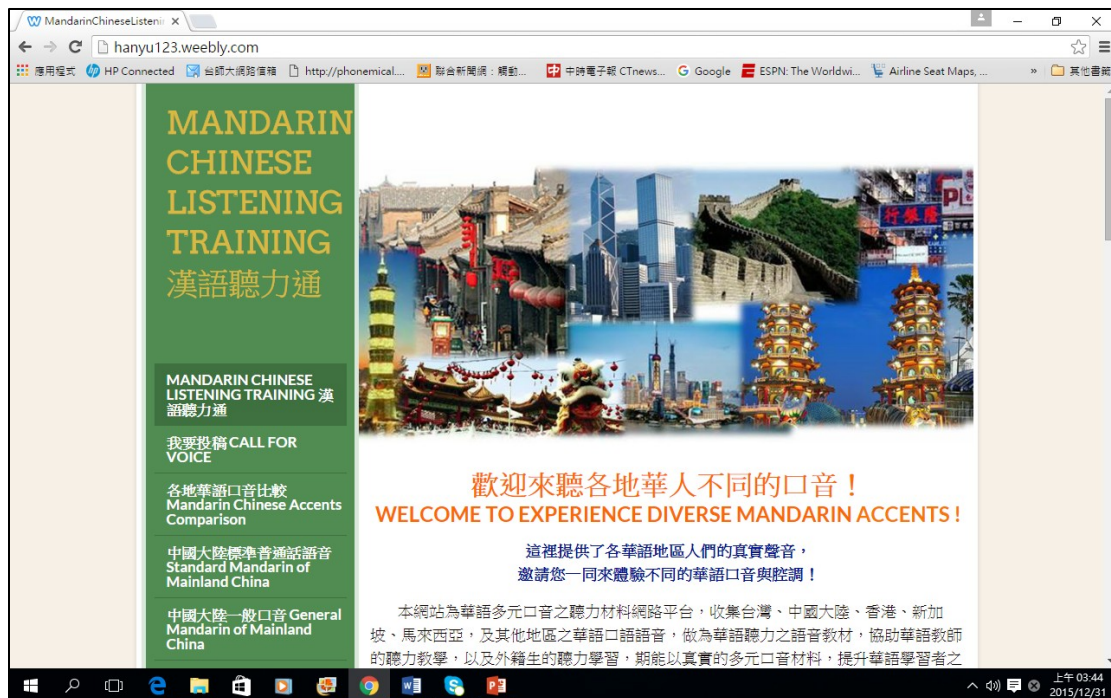 MandarinChineseListenin
hanyu123.weebly.com
應用程式 HP Connected 台師大網路信箱 http://phonemical.... 聯合新聞網：觸動... 中時電子報 CTnews... Google ESPN: The Worldwi... Airline Seat Maps, ... » 其他書籤
MANDARIN
CHINESE
LISTENING
TRAINING
漢語聽力通
MANDARIN CHINESE
LISTENING TRAINING 漢
語聽力通
我要投稿 CALL FOR
VOICE
各地華語口音比較
Mandarin Chinese Accents
Comparison
中國大陸標準普通話語音
Standard Mandarin of
Mainland China
中國大陸一般口音 General
Mandarin of Mainland
China
行銀隆
歡迎來聽各地華人不同的口音！
WELCOME TO EXPERIENCE DIVERSE MANDARIN ACCENTS !
這裡提供了各華語地區人們的真實聲音，
邀請您一同來體驗不同的華語口音與腔調！
本網站為華語多元口音之聽力材料網路平台，收集台灣、中國大陸、香港、新加
坡、馬來西亞，及其他地區之華語口語語音，做為華語聽力之語音教材，協助華語教師
的聽力教學，以及外籍生的聽力學習，期能以真實的多元口音材料，提升華語學習者之
上午 03:44
2015/12/31